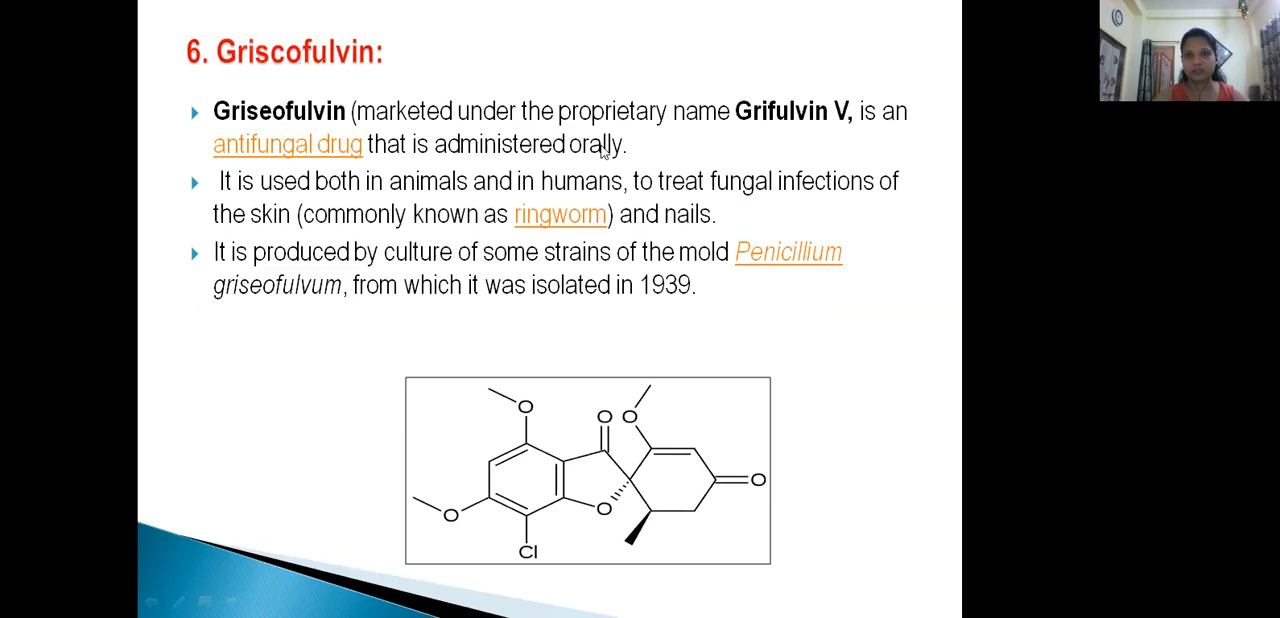 6. Griscofulvin:
Griseofulvin (marketed under the proprietary name Grifulvin V, is an
antifungal drug that is administered orally.
It is used both in animals and in humans, to treat fungal infections of
the skin (commonly known as ringworm) and nails.
It is produced by culture of some strains of the mold Penicillium
griseofulvum, from which it was isolated in 1939.
O
O O
O
O
O
Cl